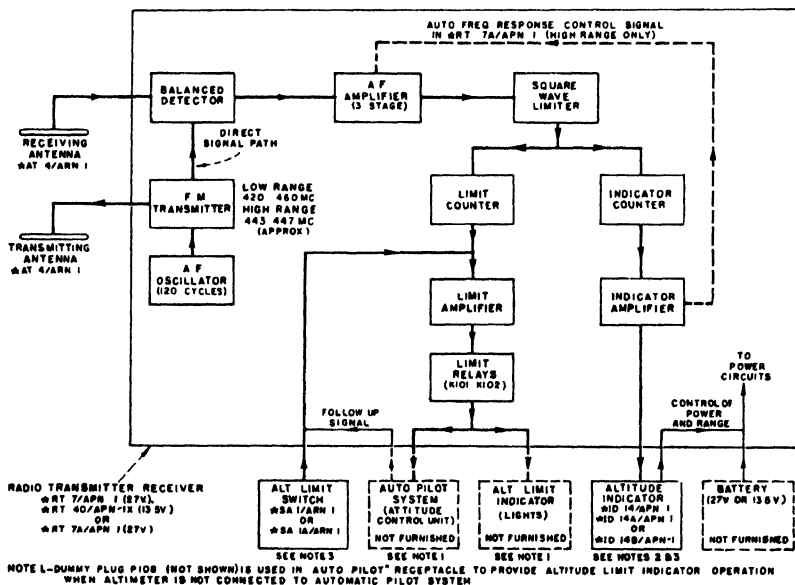 AUTO FREQ RESPONSE CONTROL SIGNAL
IN *RT 7A/APN 1 (HIGH RANGE ONLY)
BALANCED
DETECTOR
A F
AMPLIFIER
(3 STAGE)
SQUARE
WAVE
LIMITER
RECEIVING
ANTENNA
*AT 4/ARN 1
DIRECT
SIGNAL PATH
F M
TRANSMITTER
LOW RANGE
420 460 MC
HIGH RANGE
443 447 MC
(APPROX)
LIMIT
COUNTER
INDICATOR
COUNTER
TRANSMITTING
ANTENNA
*AT 4/ARN 1
A F
OSCILLATOR
(120 CYCLES)
LIMIT
AMPLIFIER
INDICATOR
AMPLIFIER
LIMIT
RELAYS
(K101 K102)
TO
POWER
CIRCUITS
FOLLOW UP
SIGNAL
CONTROL OF
POWER
AND RANGE
RADIO TRANSMITTER RECEIVER
*RT 7/APN 1 (27V),
*RT 40/APN-1X (13.5V)
OR
*RT 7A/APN 1 (27V)
ALT LIMIT
SWITCH
*SA 1/ARN 1
OR
*SA 1A/ARN 1
SEE NOTE 3
AUTO PILOT
SYSTEM
(ATTITUDE
CONTROL UNIT)
NOT FURNISHED
SEE NOTE 1
ALT LIMIT
INDICATOR
(LIGHTS)
NOT FURNISHED
SEE NOTE 1
ALTITUDE
INDICATOR
*ID 14/APN 1
*ID 14A/APN 1
OR
*ID 14B/APN-1
SEE NOTES 2 & 3
BATTERY
(27V OR 13.5V)
NOT FURNISHED
NOTE 1.-DUMMY PLUG P108 (NOT SHOWN) IS USED IN AUTO PILOT" RECEPTACLE TO PROVIDE ALTITUDE LIMIT INDICATOR OPERATION
WHEN ALTIMETER IS NOT CONNECTED TO AUTOMATIC PILOT SYSTEM